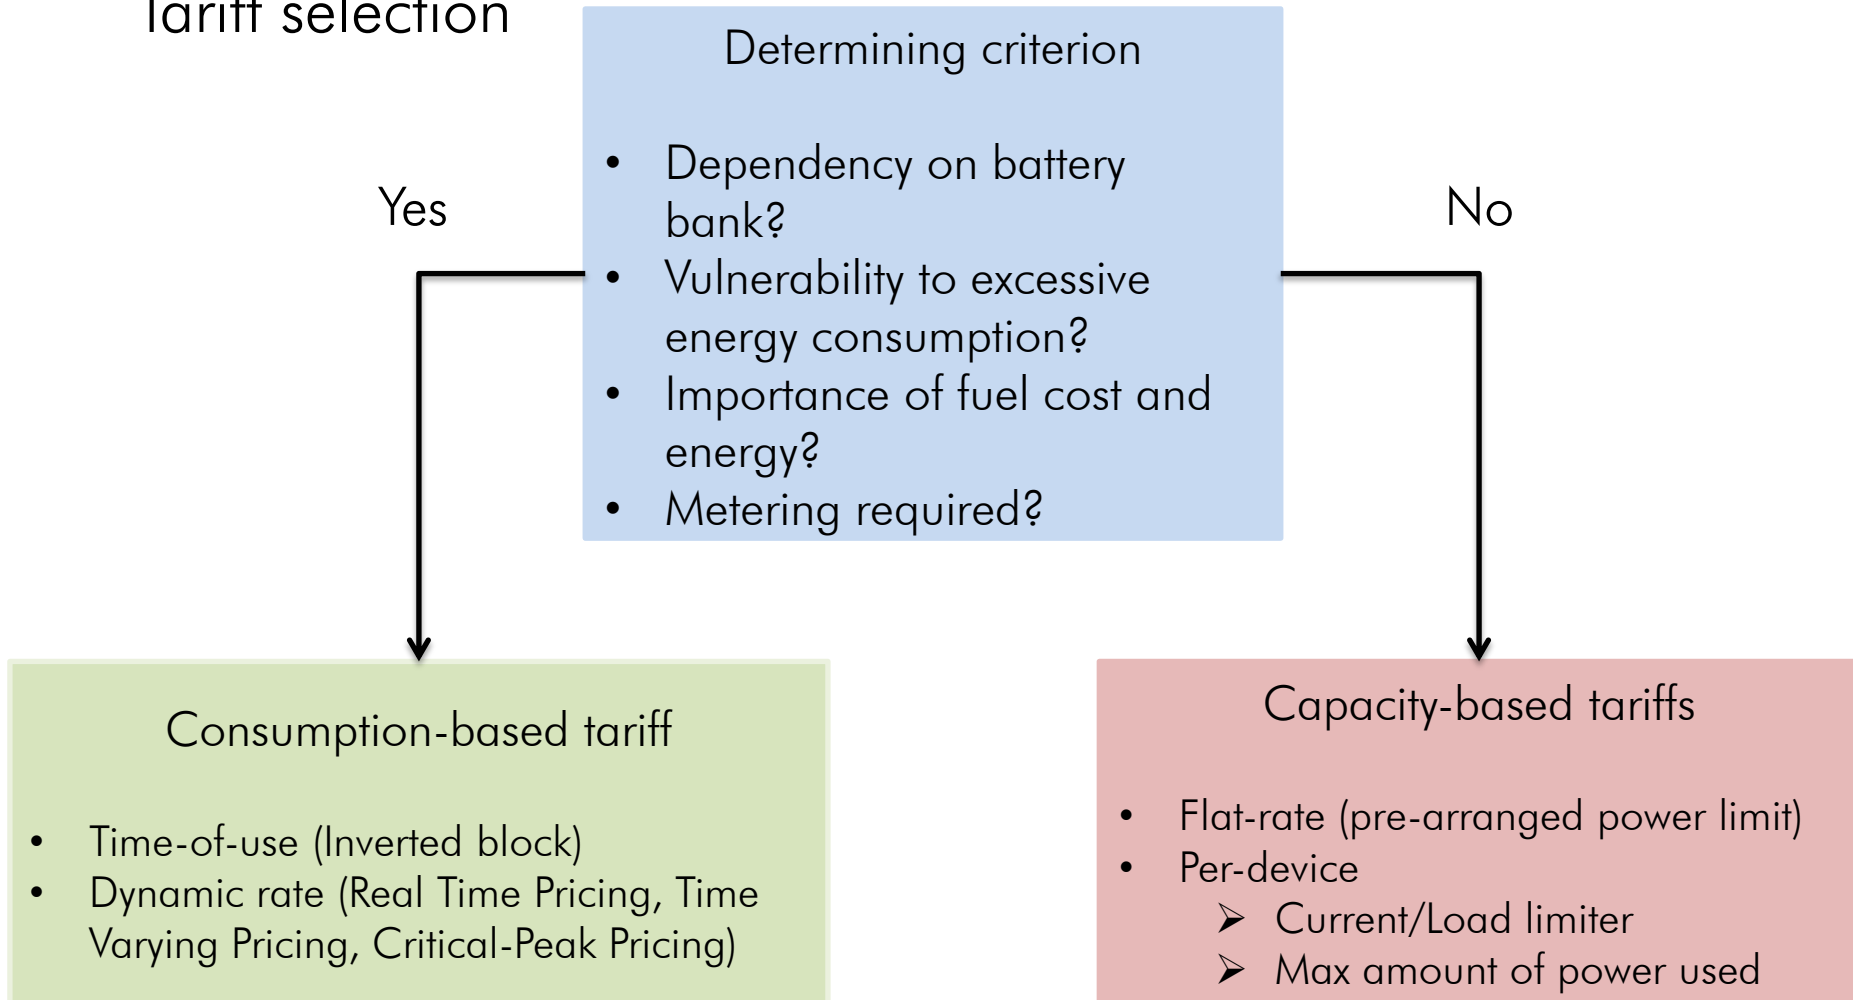 Tariff selection
Determining criterion
• Dependency on battery
bank?
• Vulnerability to excessive
energy consumption?
• Importance of fuel cost and
energy?
• Metering required?
Yes
No
Consumption-based tariff
• Time-of-use (Inverted block)
• Dynamic rate (Real Time Pricing, Time
Varying Pricing, Critical-Peak Pricing)
Capacity-based tariffs
• Flat-rate (pre-arranged power limit)
• Per-device
➢ Current/Load limiter
➢ Max amount of power used